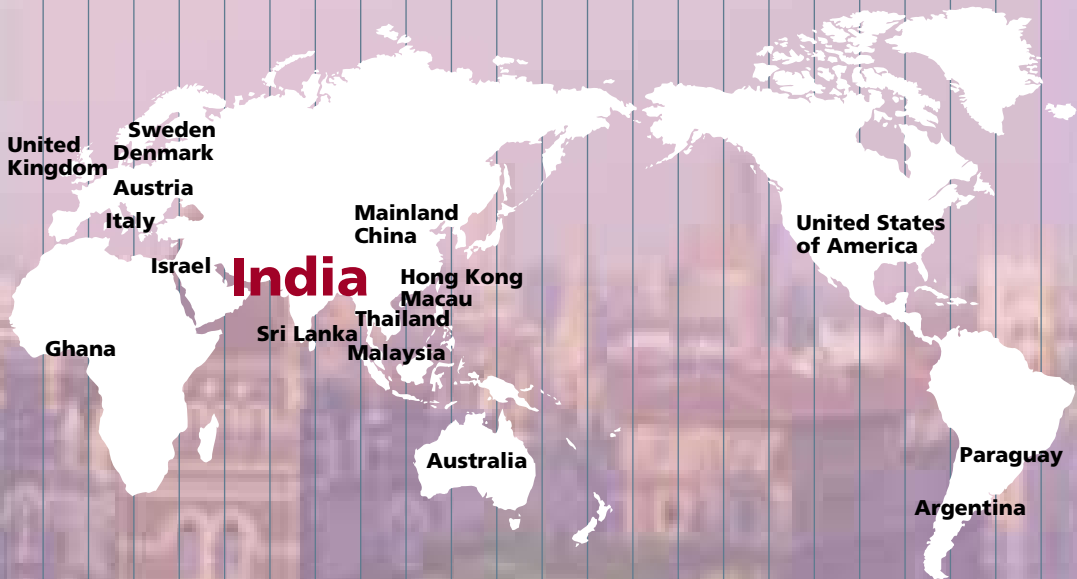 Sweden
Denmark
United
Kingdom
Austria
Italy
Israel
India
Mainland
China
Hong Kong
Macau
Thailand
Sri Lanka
Malaysia
Ghana
Australia
United States
of America
Paraguay
Argentina